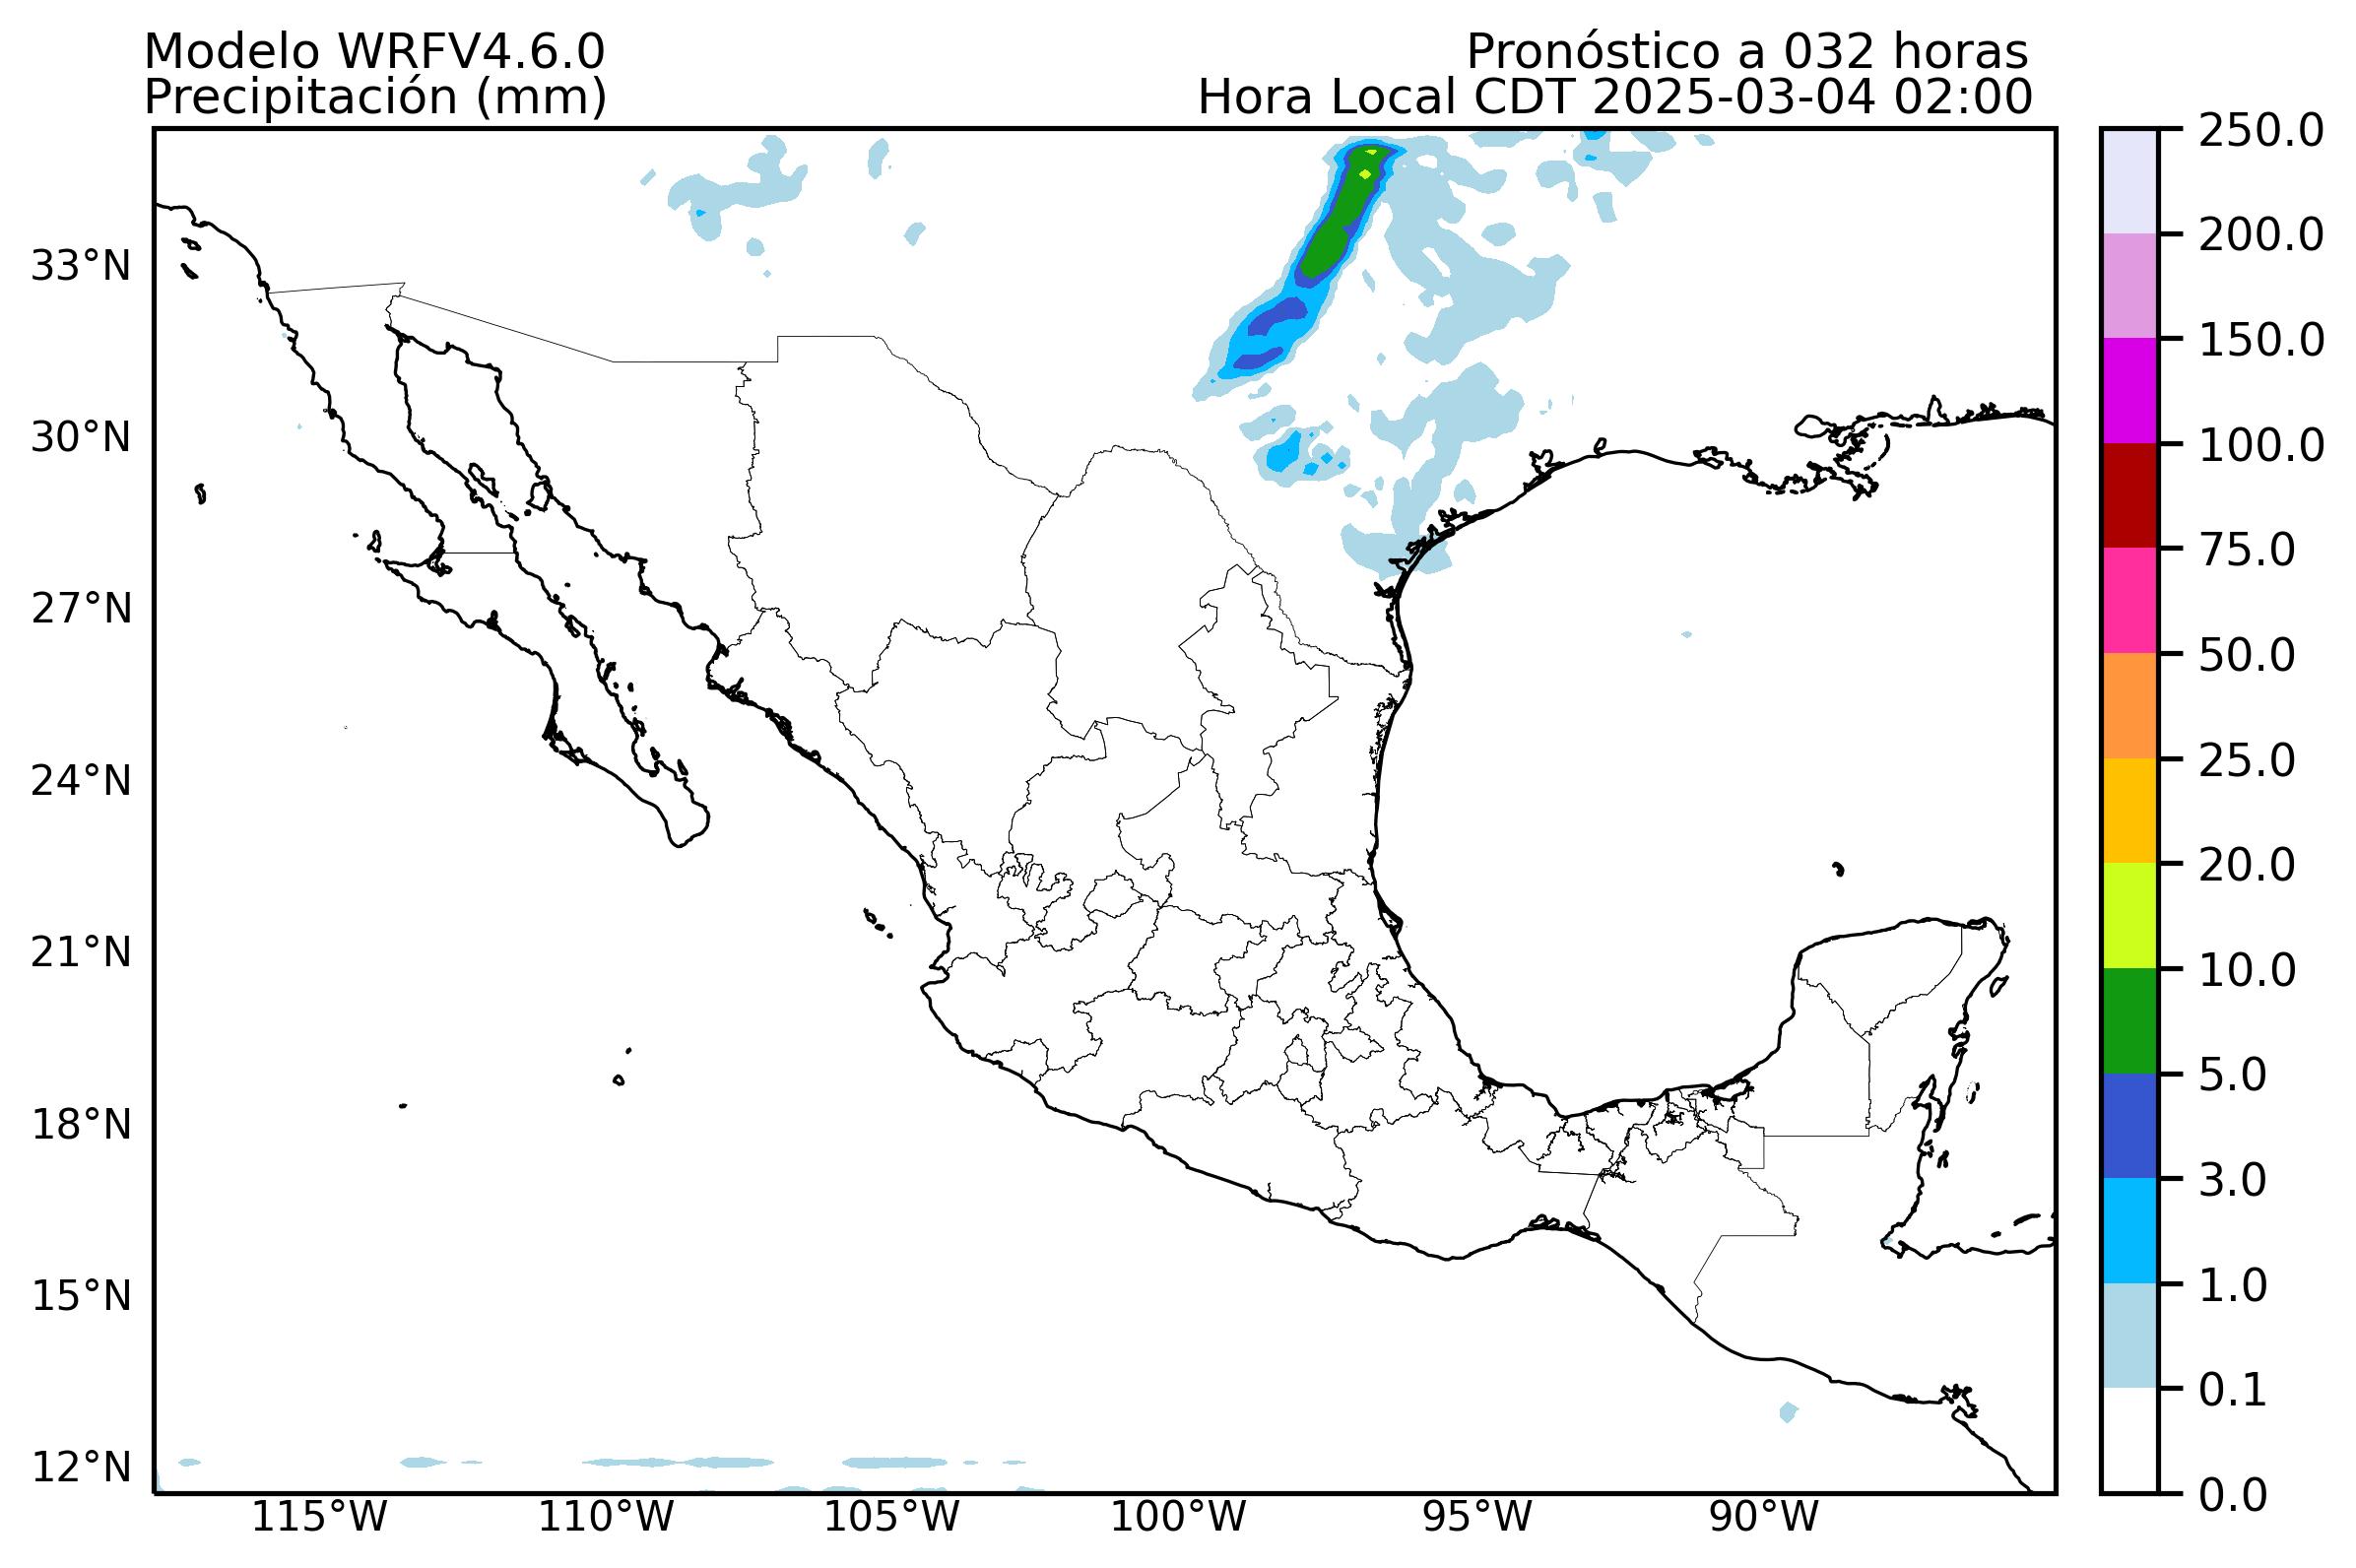 Modelo WRFV4.6.0
Pronóstico a 032 horas
Precipitación (mm)
Hora Local CDT 2025-03-04 02:00
33°N
30°N
27°N
24°N
21°N
18°N
15°N
12°N
115°W
110°W
105°W
100°W
95°W
90°W
250.0
200.0
150.0
100.0
75.0
50.0
25.0
20.0
10.0
5.0
3.0
1.0
0.1
0.0